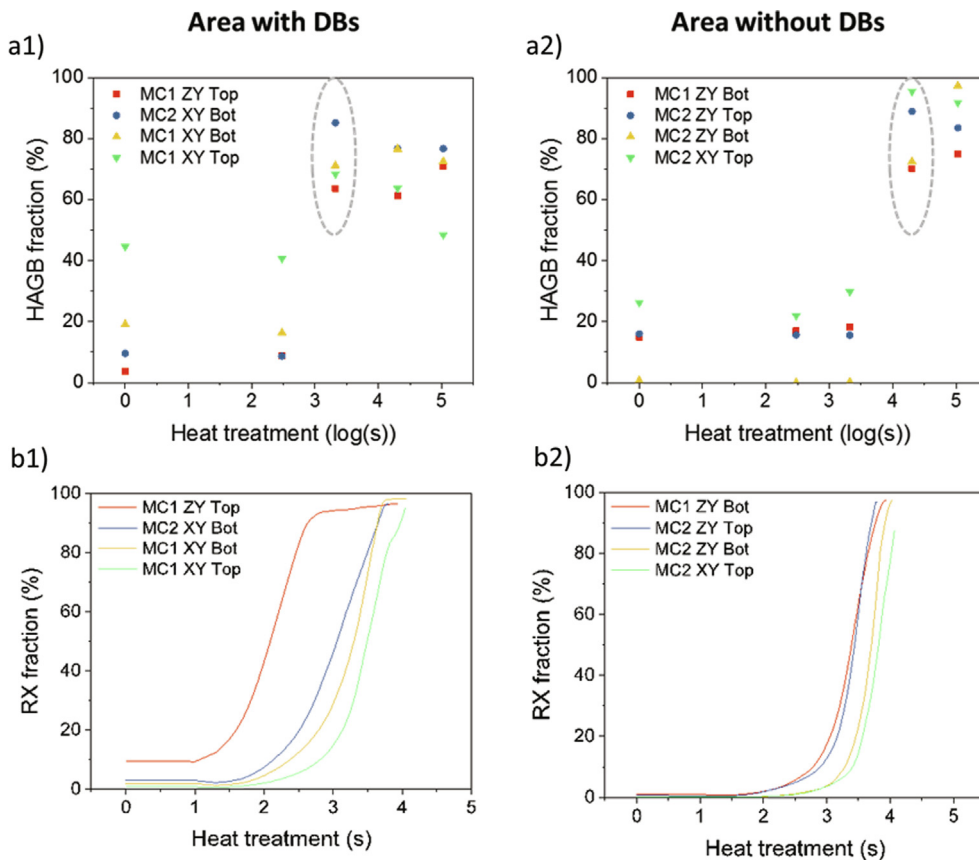 Area with DBs
Area without DBs
a1)
a2)
100
80
60
40
20
0
HAGB fraction (%)
MC1 ZY Top
MC2 XY Bot
MC1 XY Bot
MC1 XY Top
0 1 2 3 4 5
Heat treatment (log(s))
100
80
60
40
20
0
HAGB fraction (%)
MC1 ZY Bot
MC2 ZY Top
MC2 ZY Bot
MC2 XY Top
0 1 2 3 4 5
Heat treatment (log(s))
b1)
b2)
100
80
60
40
20
0
RX fraction (%)
MC1 ZY Top
MC2 XY Bot
MC1 XY Bot
MC1 XY Top
0 1 2 3 4 5
Heat treatment (s)
100
80
60
40
20
0
RX fraction (%)
MC1 ZY Bot
MC2 ZY Top
MC2 ZY Bot
MC2 XY Top
0 1 2 3 4 5
Heat treatment (s)